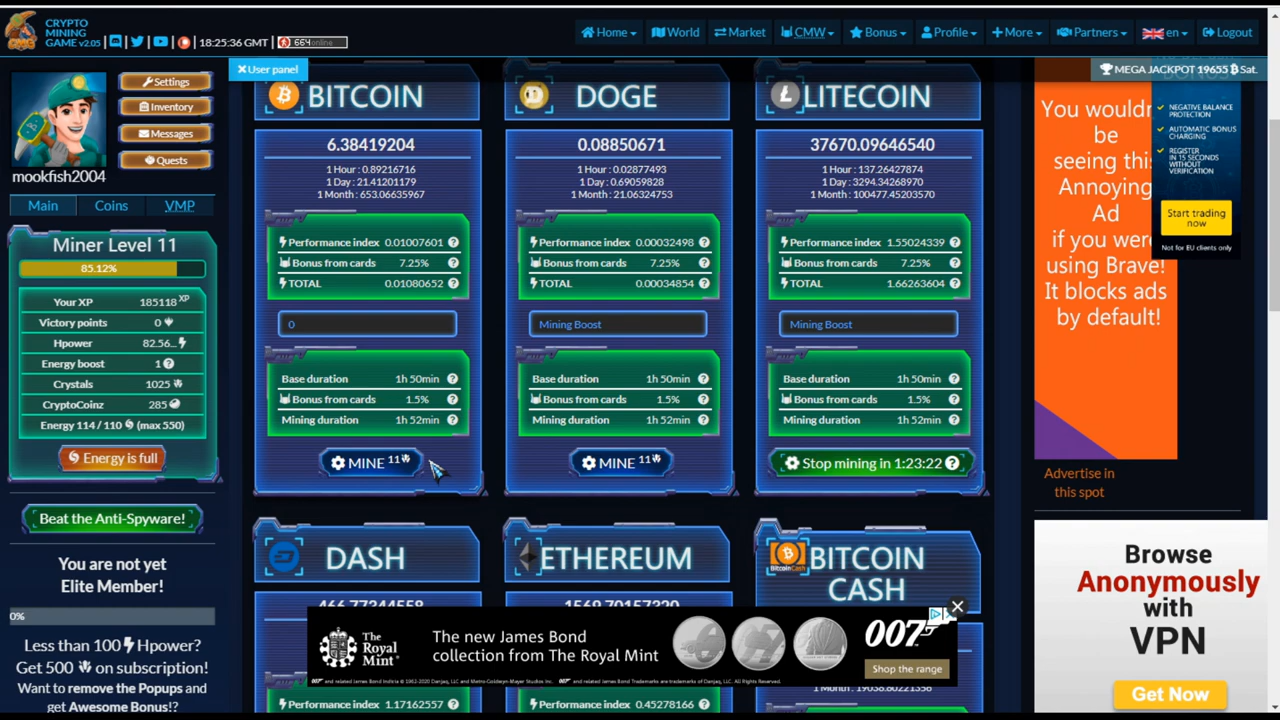 CRYPTO
MINING
GAME v2.05
18:25:36 GMT
664 online
Home
World
Market
CMW
Bonus
Profile
More
Partners
en
Logout
User panel
MEGA JACKPOT 19655 Sat.
Settings
Inventory
Messages
Quests
mookfish2004
Main Coins VMP
Miner Level 11
85.12%
Your XP 185118 XP
Victory points 0
Hpower 82.56...
Energy boost 1
Crystals 1025
CryptoCoinz 285
Energy 114 / 110 (max 550)
Energy is full
Beat the Anti-Spyware!
You are not yet
Elite Member!
0%
Less than 100 Hpower?
Get 500 on subscription!
Want to remove the Popups and
get Awesome Bonus!?
BITCOIN
6.38419204
1 Hour : 0.89216716
1 Day : 21.41201179
1 Month : 653.06635967
Performance index 0.01007601
Bonus from cards 7.25%
TOTAL 0.01080652
0
Base duration 1h 50min
Bonus from cards 1.5%
Mining duration 1h 52min
MINE 11
DOGE
0.08850671
1 Hour : 0.02877493
1 Day : 0.69059828
1 Month : 21.06324753
Performance index 0.00032498
Bonus from cards 7.25%
TOTAL 0.00034854
Mining Boost
Base duration 1h 50min
Bonus from cards 1.5%
Mining duration 1h 52min
MINE 11
LITECOIN
37670.09646540
1 Hour : 137.26427874
1 Day : 3294.34268970
1 Month : 100477.45203570
Performance index 1.55024339
Bonus from cards 7.25%
TOTAL 1.66263604
Mining Boost
Base duration 1h 50min
Bonus from cards 1.5%
Mining duration 1h 52min
Stop mining in 1:23:22
DASH
466.77344558
1.17162557
ETHEREUM
1569.70157320
0.45278166
BITCOIN
CASH
The
Royal
Mint
The new James Bond
collection from The Royal Mint
007
Shop the range
You wouldn
be
seeing this
Annoying
Ad
if you were
using Brave!
It blocks ads
by default!
NEGATIVE BALANCE
PROTECTION
AUTOMATIC BONUS
CHARGING
REGISTER
IN 15 SECONDS
WITHOUT
VERIFICATION
Start trading
now
Not for EU clients only
Advertise in
this spot
Browse
Anonymously
with
VPN
Get Now